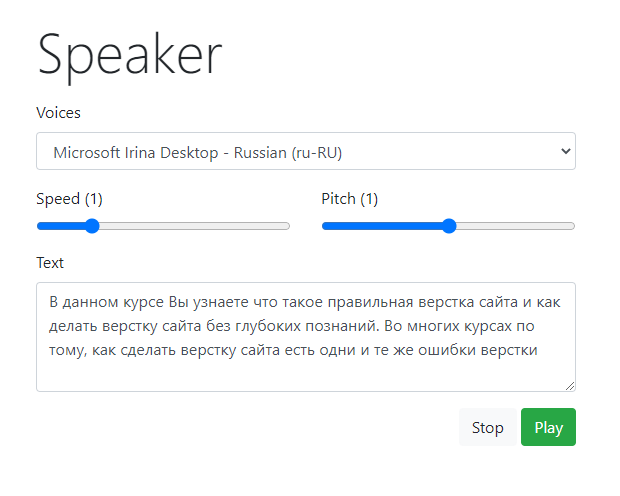 Speaker
Voices
Microsoft Irina Desktop - Russian (ru-RU)
Speed (1)
Pitch (1)
Text
В данном курсе Вы узнаете что такое правильная верстка сайта и как
делать верстку сайта без глубоких познаний. Во многих курсах по
тому, как сделать верстку сайта есть одни и те же ошибки верстки
Stop
Play